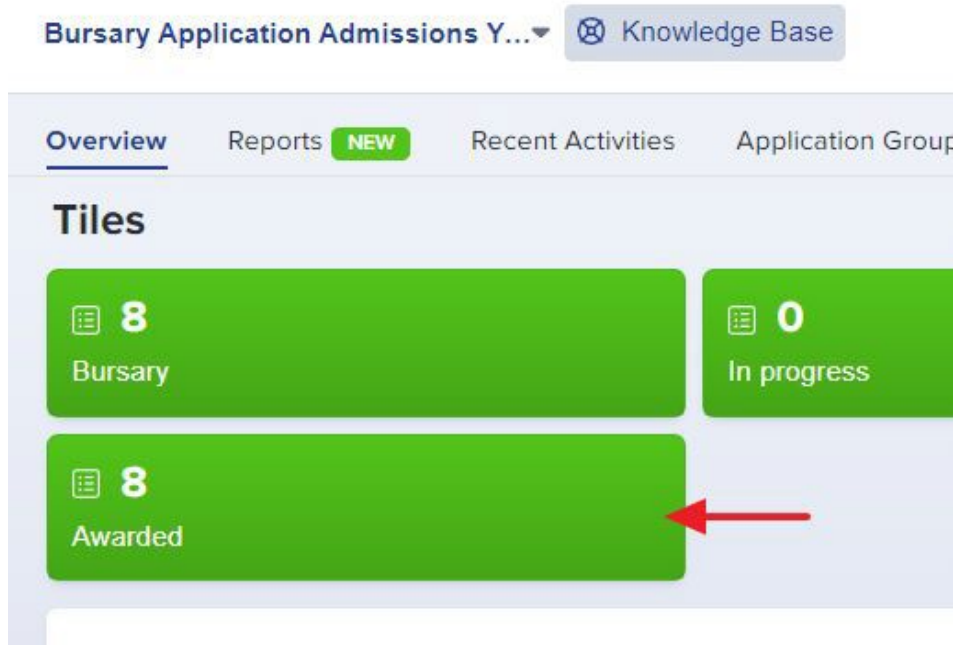 Bursary Application Admissions Y... Knowledge Base
Overview Reports NEW Recent Activities Application Group
Tiles
8
Bursary
0
In progress
8
Awarded